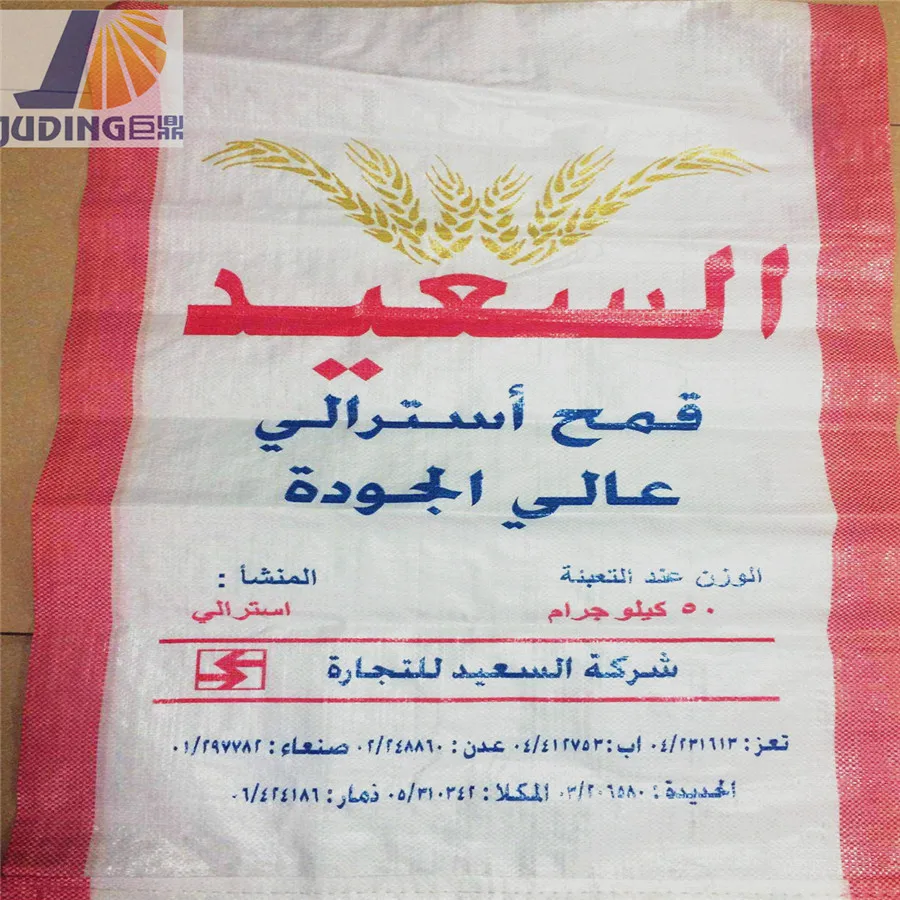 JUDING巨鼎
السعيد
قمح أسترالي
عالي الجودة
الوزن عند التعبئة المنشأ :
٥٠ كيلو جرام استرالي
شركة السعيد للتجارة
تعز : ٠٤/٢٣١٦١٣ اب : ٠٤/٤١٢٧٥٣ عدن : ٠٢/٢٤٨٨٦٠ صنعاء : ٠١/٢٩٧٧٨٢
الحديدة : ٠٣/٢٠٦٥٨٠ المكلا : ٠٥/٣١٠٣٤٢ ذمار : ٠٦/٤٢٤١٨٦